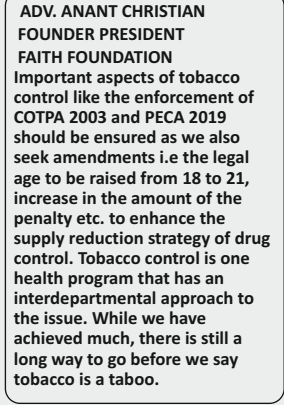 ADV. ANANT CHRISTIAN
FOUNDER PRESIDENT
FAITH FOUNDATION
Important aspects of tobacco
control like the enforcement of
COTPA 2003 and PECA 2019
should be ensured as we also
seek amendments i.e the legal
age to be raised from 18 to 21,
increase in the amount of the
penalty etc. to enhance the
supply reduction strategy of drug
control. Tobacco control is one
health program that has an
interdepartmental approach to
the issue. While we have
achieved much, there is still a
long way to go before we say
tobacco is a taboo.